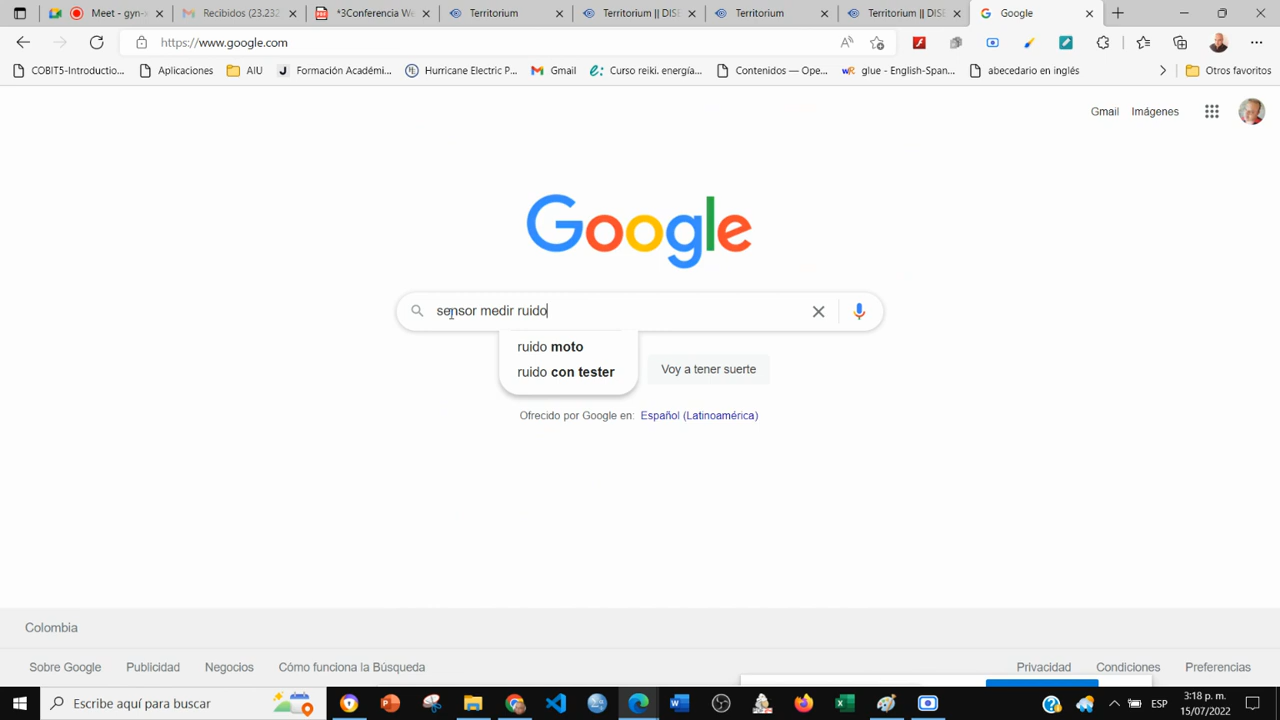 Meet - gyn-x
Recibidos (23.232
*3Conferencia We
Territorium
Territorium || DISE
Territorium
Territorium || DISE
Google
https://www.google.com
COBIT5-Introductio...
Aplicaciones
AIU
Formación Académi...
Hurricane Electric P...
Gmail
Curso reiki. energía...
Contenidos — Ope...
glue - English-Span...
abecedario en inglés
Otros favoritos
Gmail
Imágenes
Google
sensor medir ruido
ruido moto
ruido con tester
Voy a tener suerte
Ofrecido por Google en: Español (Latinoamérica)
Colombia
Sobre Google
Publicidad
Negocios
Cómo funciona la Búsqueda
Privacidad
Condiciones
Preferencias
Escribe aquí para buscar
ESP
3:18 p. m.
15/07/2022